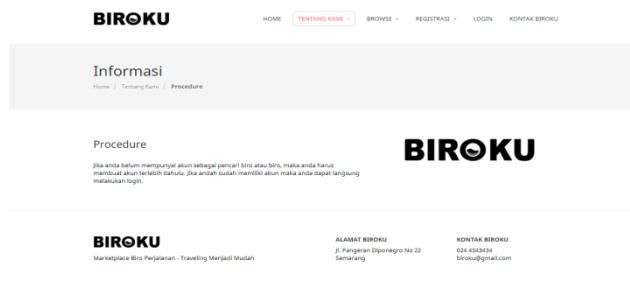 BIROKU HOME TENTANG KAMI BROWSE REGISTRASI LOGIN KONTAK BIROKU
Informasi
Home / Tentang Kami / Procedure
Procedure
Jika anda belum mempunyai akun sebagai pencari biro atau biro, maka anda harus
membuat akun terlebih dahulu. Jika andah sudah memiliki akun maka anda dapat langsung
melakukan login.
BIROKU
BIROKU
Marketplace Biro Perjalanan - Traveling Menjadi Mudah
ALAMAT BIROKU
Jl. Pangeran Diponegro No 22
Semarang
KONTAK BIROKU
024 4343434
biroku@gmail.com